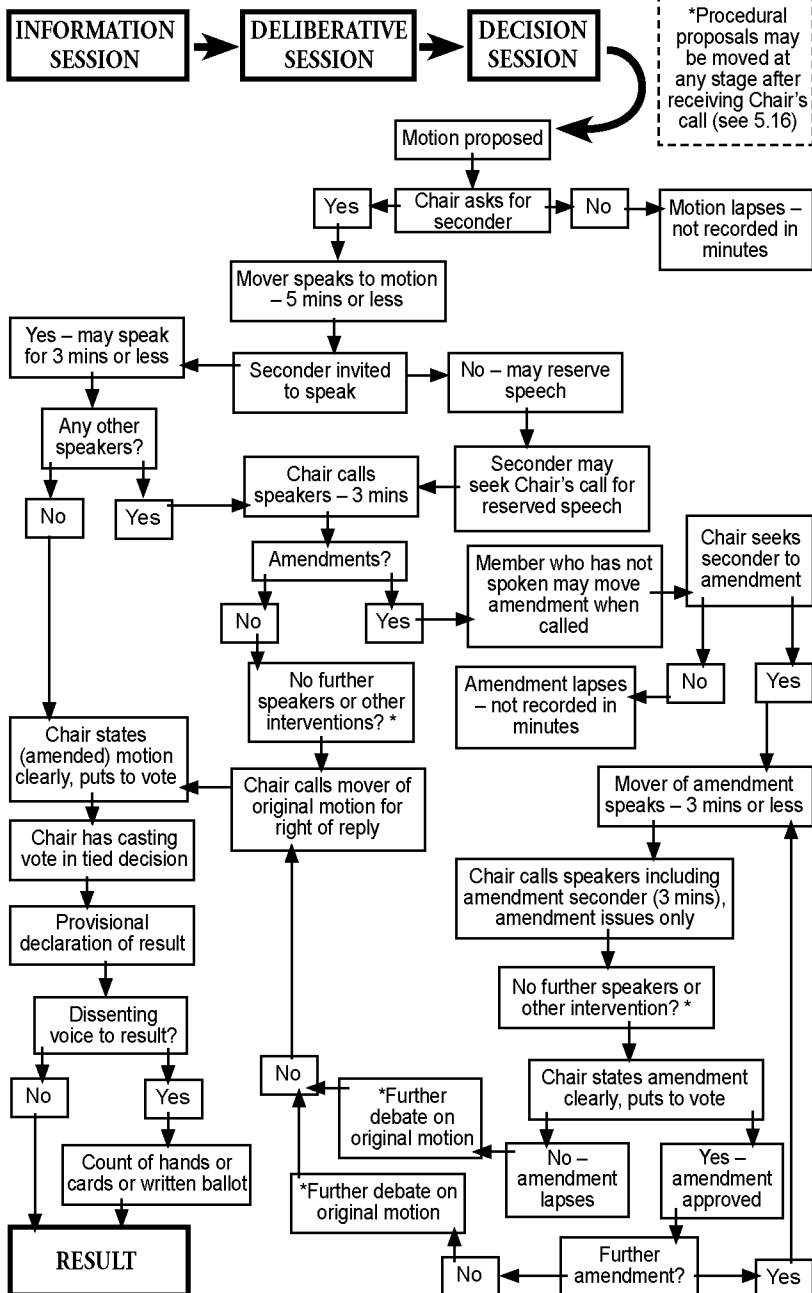 INFORMATION
SESSION
DELIBERATIVE
SESSION
DECISION
SESSION
*Procedural
proposals may
be moved at
any stage after
receiving Chair's
call (see 5.16)
Motion proposed
Yes
Chair asks for
seconder
No
Motion lapses –
not recorded in
minutes
Mover speaks to motion
– 5 mins or less
Yes – may speak
for 3 mins or less
Seconder invited
to speak
No – may reserve
speech
Any other
speakers?
No
Yes
Chair calls
speakers – 3 mins
Seconder may
seek Chair's call for
reserved speech
Amendments?
No
Yes
Member who has not
spoken may move
amendment when
called
Chair seeks
seconder to
amendment
No
Yes
Amendment lapses
– not recorded in
minutes
No further
speakers or other
interventions? *
Chair states
(amended) motion
clearly, puts to vote
Chair calls mover of
original motion for
right of reply
Mover of amendment
speaks – 3 mins or less
Chair has casting
vote in tied decision
Chair calls speakers including
amendment seconder (3 mins),
amendment issues only
Provisional
declaration of result
No further speakers or
other intervention? *
Dissenting
voice to result?
No
Yes
Chair states amendment
clearly, puts to vote
No
*Further
debate on
original motion
No –
amendment
lapses
Yes –
amendment
approved
Count of hands or
cards or written ballot
*Further debate on
original motion
RESULT
No
Further
amendment?
Yes